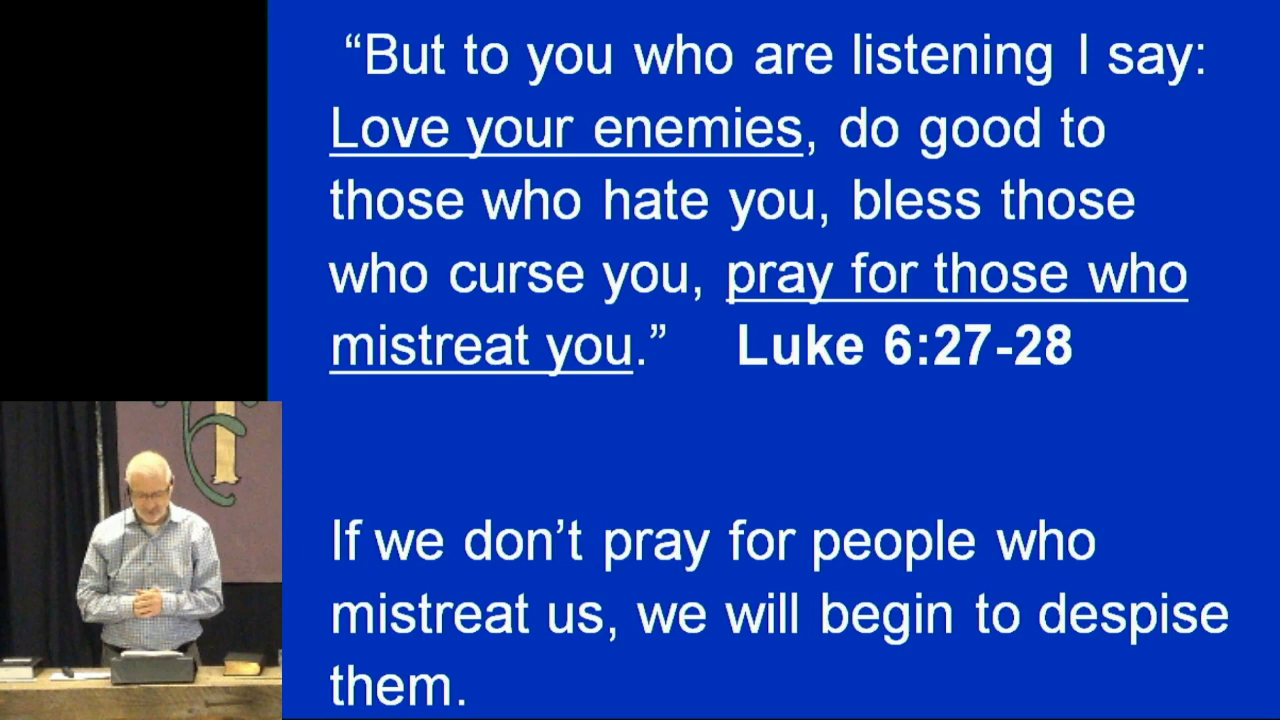 “But to you who are listening I say:
Love your enemies, do good to
those who hate you, bless those
who curse you, pray for those who
mistreat you.” Luke 6:27-28
If we don’t pray for people who
mistreat us, we will begin to despise
them.